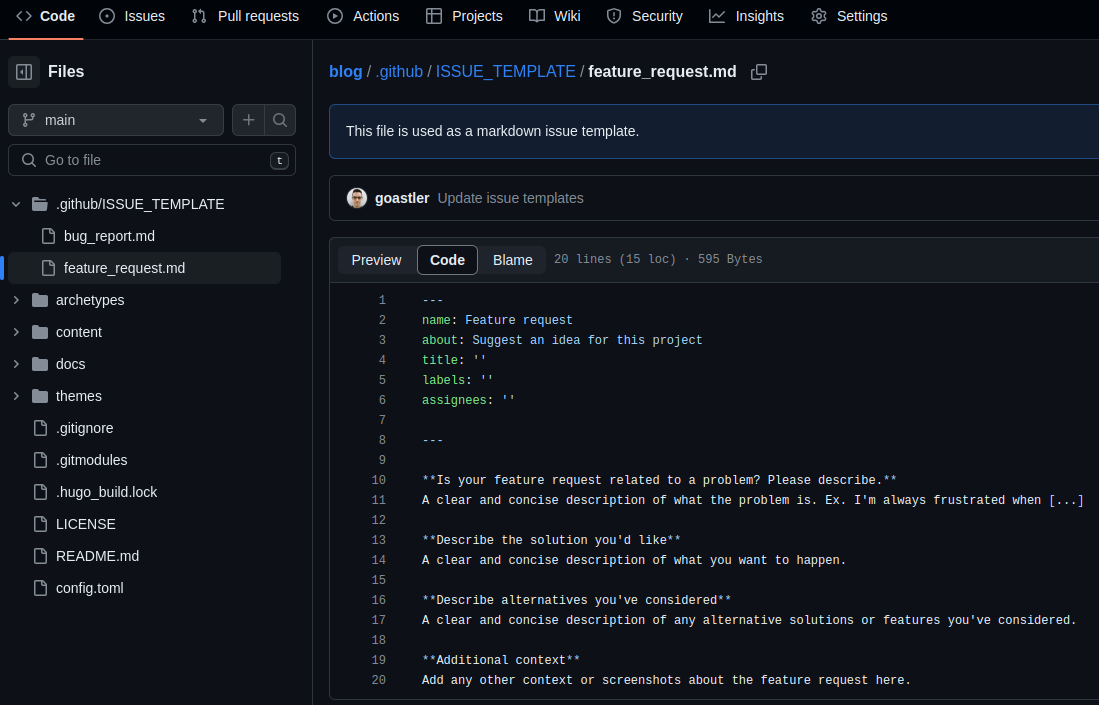 Code Issues Pull requests Actions Projects Wiki Security Insights Settings
Files
main
Go to file t
.github/ISSUE_TEMPLATE
bug_report.md
feature_request.md
archetypes
content
docs
themes
.gitignore
.gitmodules
.hugo_build.lock
LICENSE
README.md
config.toml
blog / .github / ISSUE_TEMPLATE / feature_request.md
This file is used as a markdown issue template.
goastler Update issue templates
Preview Code Blame 20 lines (15 loc) · 595 Bytes
1 ---
2 name: Feature request
3 about: Suggest an idea for this project
4 title: ''
5 labels: ''
6 assignees: ''
7
8 ---
9
10 **Is your feature request related to a problem? Please describe.**
11 A clear and concise description of what the problem is. Ex. I'm always frustrated when [...]
12
13 **Describe the solution you'd like**
14 A clear and concise description of what you want to happen.
15
16 **Describe alternatives you've considered**
17 A clear and concise description of any alternative solutions or features you've considered.
18
19 **Additional context**
20 Add any other context or screenshots about the feature request here.